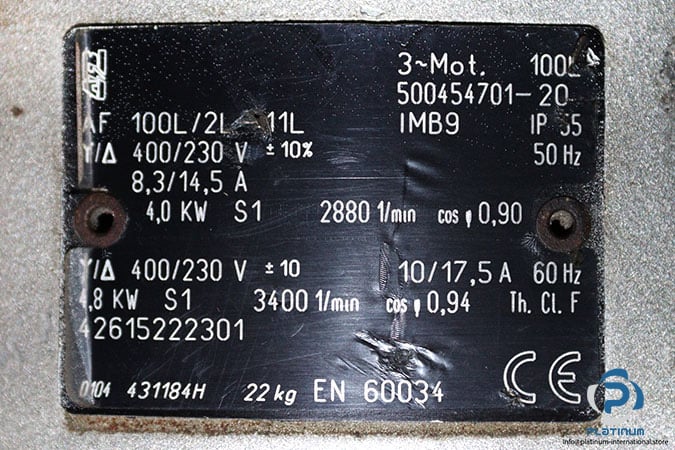 3~Mot. 100L
500454701-20
AF 100L/2L 11L IMB9 IP 55
Y/Δ 400/230 V ±10% 50 Hz
8,3/14,5 A
4,0 KW S1 2880 1/min cos φ 0,90
Y/Δ 400/230 V ±10 10/17,5 A 60 Hz
4,8 KW S1 3400 1/min cos φ 0,94 Th. Cl. F
42615222301
0104 431184H 22 kg EN 60034 CE
PLATINUM
info@platinum-international.store